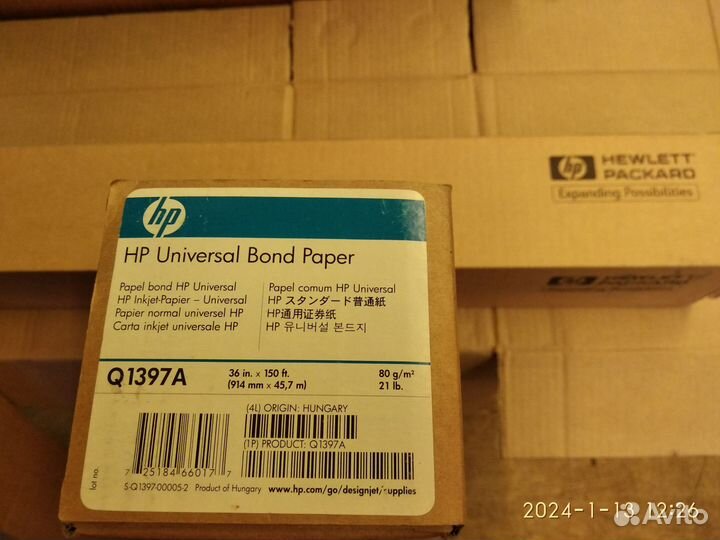 hp HEWLETT
PACKARD
Expanding Possibilities
HEWLETT
PACKARD
hp
HP Universal Bond Paper
Papel bond HP Universal
HP Inkjet-Papier – Universal
Papier normal universel HP
Carta inkjet universale HP
Papel comum HP Universal
HP スタンダード普通紙
HP通用证券纸
HP 유니버설 본드지
Q1397A
36 in. x 150 ft.
(914 mm x 45,7 m)
80 g/m²
21 lb.
(4L) ORIGIN: HUNGARY
(1P) PRODUCT: Q1397A
lot no.
7 25184 66017 7
S-Q1397-00005-2 Product of Hungary www.hp.com/go/designjet/supplies
2024-1-13 12:26
Avito